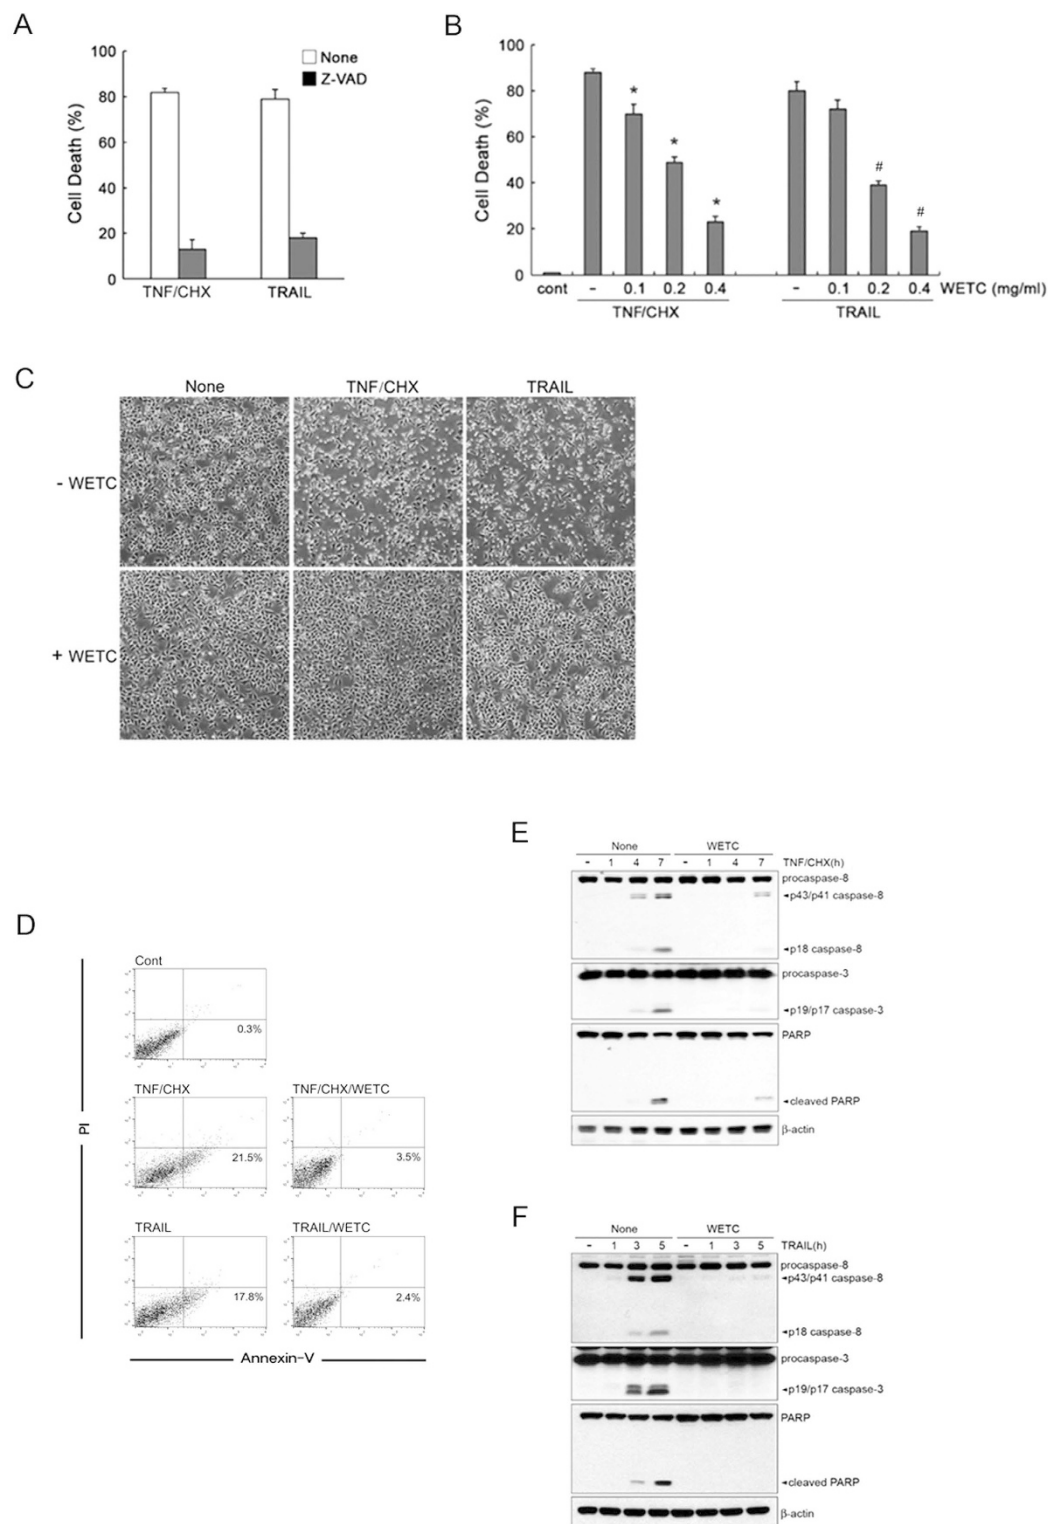 A
100
80
60
40
20
0
Cell Death (%)
None
Z-VAD
TNF/CHX TRAIL
B
100
80
60
40
20
0
Cell Death (%)
* * * # #
cont - 0.1 0.2 0.4 - 0.1 0.2 0.4 WETC (mg/ml)
TNF/CHX TRAIL
C
None TNF/CHX TRAIL
- WETC
+ WETC
D
PI
Cont
0.3%
TNF/CHX TNF/CHX/WETC
21.5% 3.5%
TRAIL TRAIL/WETC
17.8% 2.4%
Annexin-V
E
None WETC
- 1 4 7 - 1 4 7 TNF/CHX(h)
procaspase-8
◄p43/p41 caspase-8
◄p18 caspase-8
procaspase-3
◄p19/p17 caspase-3
PARP
◄cleaved PARP
β-actin
F
None WETC
- 1 3 5 - 1 3 5 TRAIL(h)
procaspase-8
◄p43/p41 caspase-8
◄p18 caspase-8
procaspase-3
◄p19/p17 caspase-3
PARP
◄cleaved PARP
β-actin